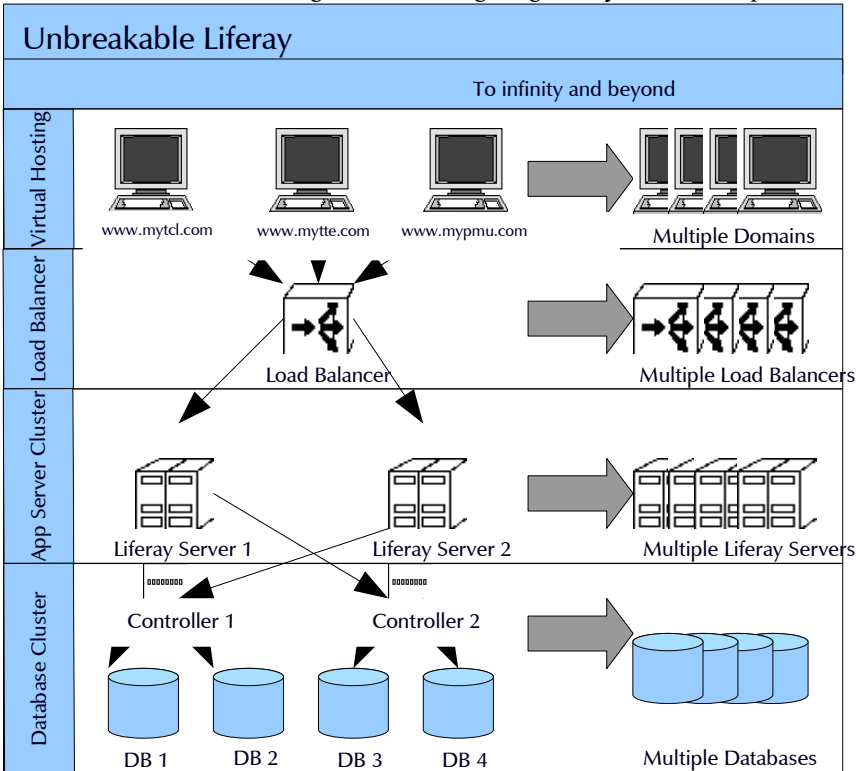 Unbreakable Liferay
To infinity and beyond
Virtual Hosting
www.mytcl.com
www.mytte.com
www.mypmu.com
Multiple Domains
Load Balancer
Load Balancer
Multiple Load Balancers
App Server Cluster
Liferay Server 1
Liferay Server 2
Multiple Liferay Servers
Database Cluster
Controller 1
Controller 2
DB 1
DB 2
DB 3
DB 4
Multiple Databases